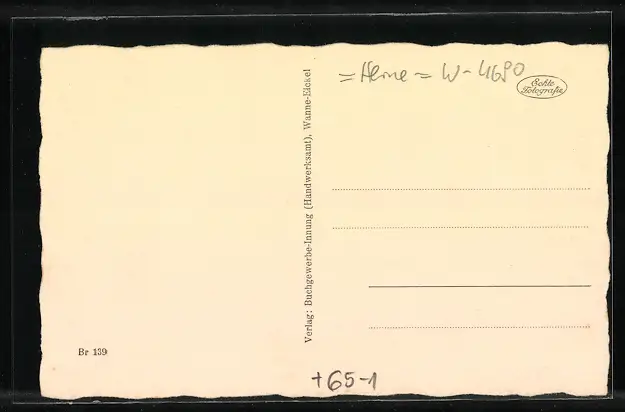 = Herne = W-4690
Echte
Fotografie
Verlag: Buchgewerbe-Innung (Handwerksamt), Wanne-Eickel
Br 139
+65-1